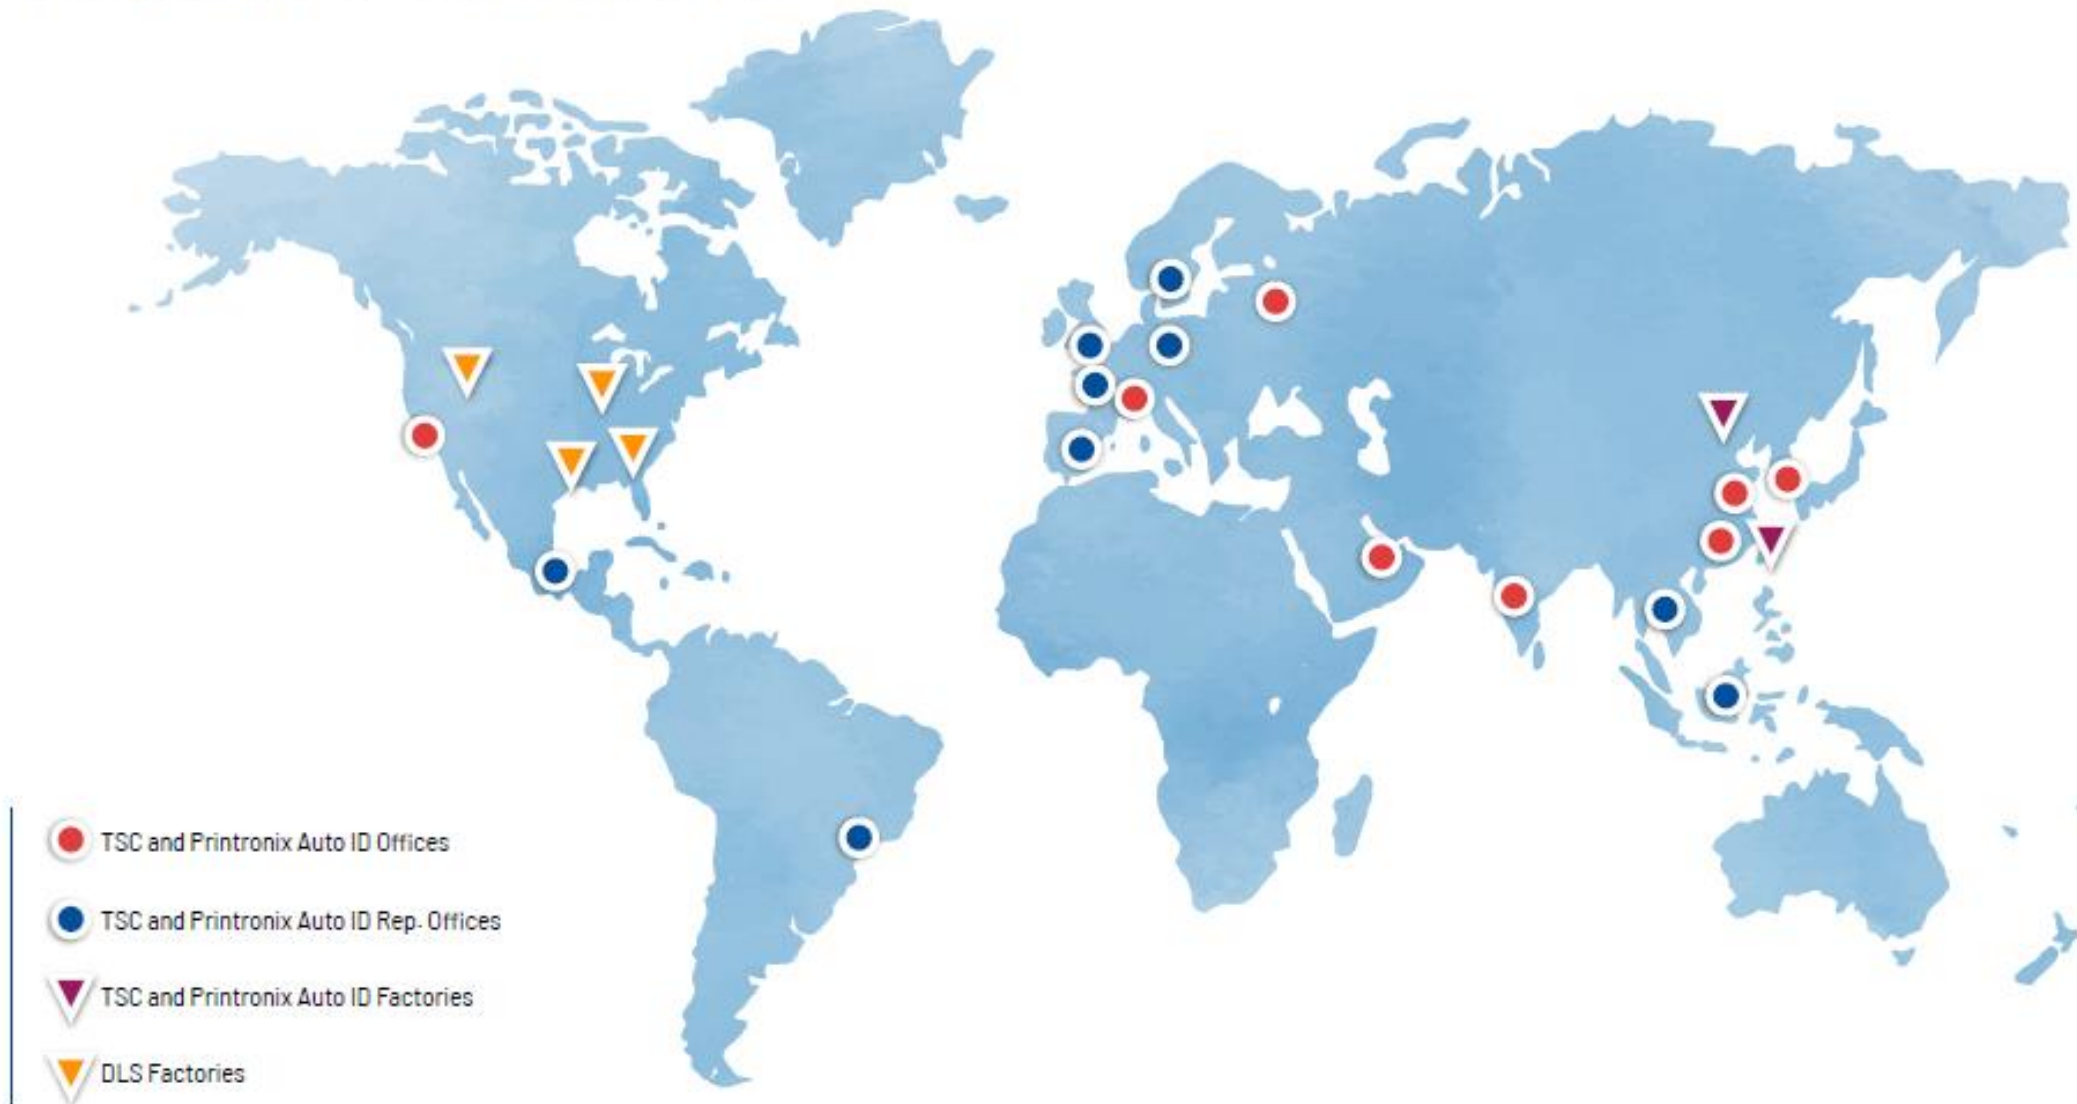 TSC and Printronix Auto ID Offices
TSC and Printronix Auto ID Rep. Offices
TSC and Printronix Auto ID Factories
DLS Factories